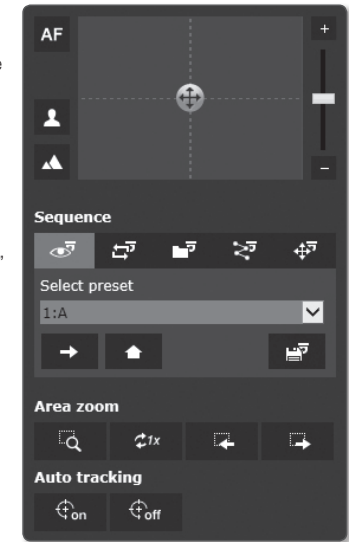 e
AF
+
-
,
Sequence
Select preset
1:A
Area zoom
1x
Auto tracking
on off